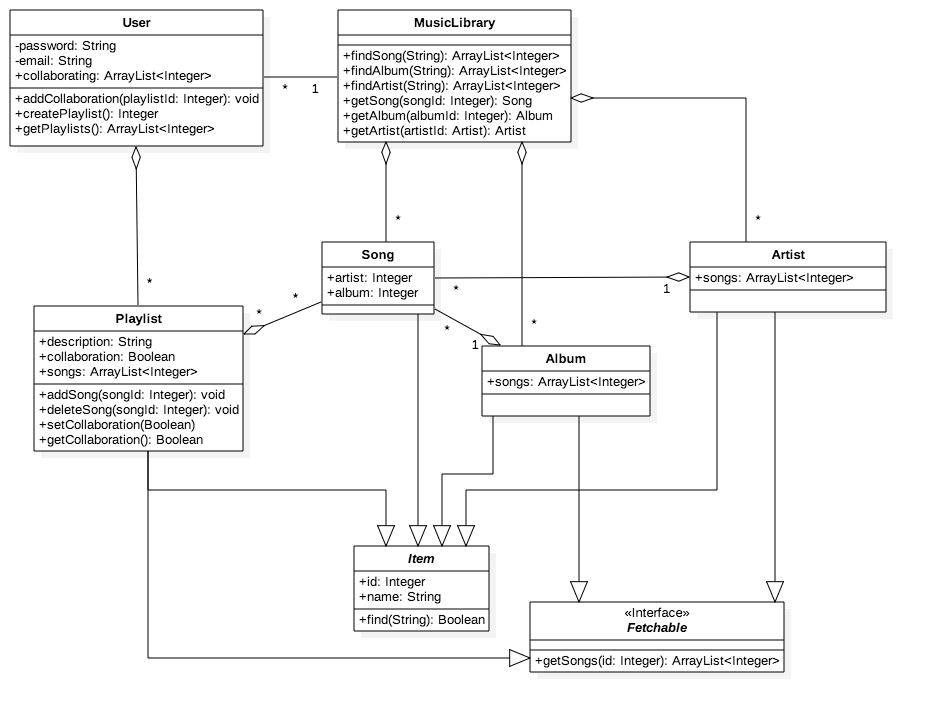 User
-password: String
-email: String
+collaborating: ArrayList<Integer>
+addCollaboration(playlistId: Integer): void
+createPlaylist(): Integer
+getPlaylists(): ArrayList<Integer>
* 1
MusicLibrary
+findSong(String): ArrayList<Integer>
+findAlbum(String): ArrayList<Integer>
+findArtist(String): ArrayList<Integer>
+getSong(songId: Integer): Song
+getAlbum(albumId: Integer): Album
+getArtist(artistId: Artist): Artist
*
*
Song
+artist: Integer
+album: Integer
Artist
+songs: ArrayList<Integer>
* 1
*
* *
* 1
*
Playlist
+description: String
+collaboration: Boolean
+songs: ArrayList<Integer>
+addSong(songId: Integer): void
+deleteSong(songId: Integer): void
+setCollaboration(Boolean)
+getCollaboration(): Boolean
Album
+songs: ArrayList<Integer>
Item
+id: Integer
+name: String
+find(String): Boolean
«Interface»
Fetchable
+getSongs(id: Integer): ArrayList<Integer>